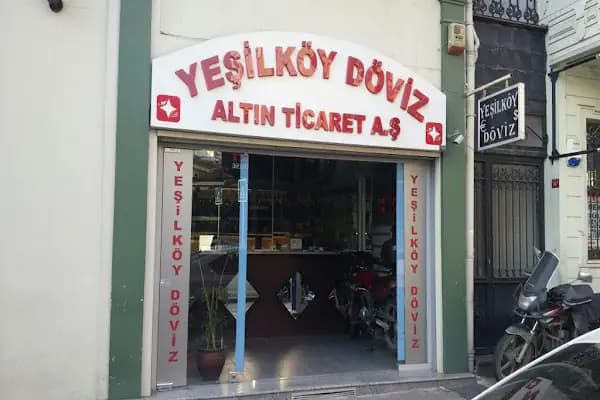 YEŞİLKÖY DÖVİZ
ALTIN TİCARET A.Ş
YEŞİLKÖY
€ $
DÖVİZ
YEŞİLKÖY DÖVİZ
YEŞİLKÖY DÖVİZ